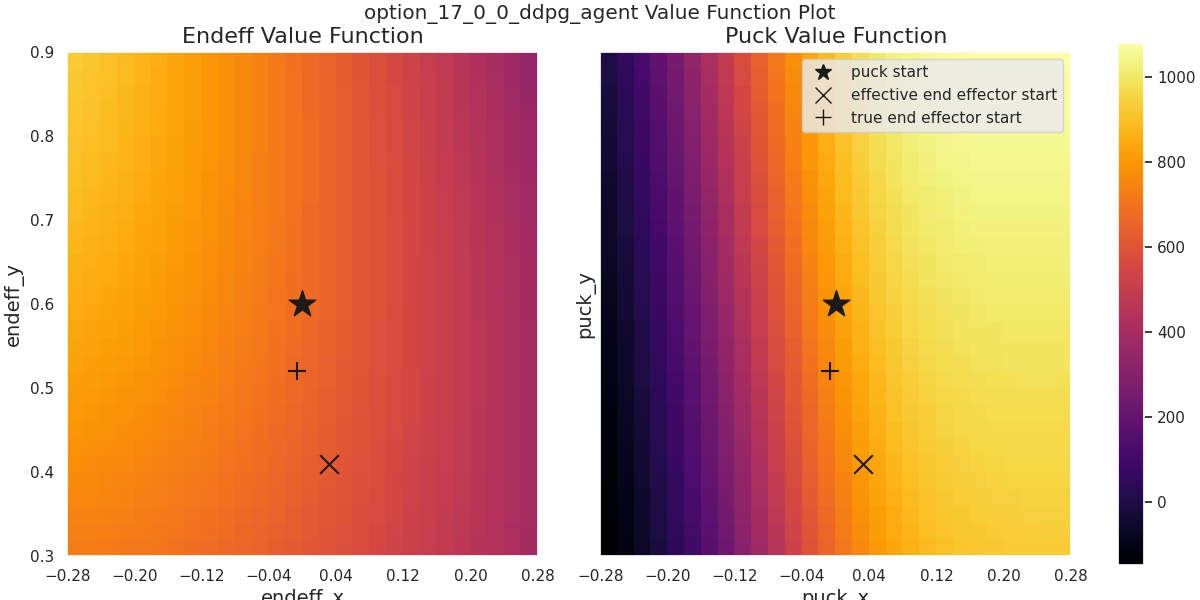 option_17_0_0_ddpg_agent Value Function Plot
Endeff Value Function
Puck Value Function
puck start
effective end effector start
true end effector start
0.9
0.8
0.7
0.6
0.5
0.4
0.3
endeff_y
−0.28 −0.20 −0.12 −0.04 0.04 0.12 0.20 0.28
endeff_x
puck_y
−0.28 −0.20 −0.12 −0.04 0.04 0.12 0.20 0.28
puck_x
1000
800
600
400
200
0